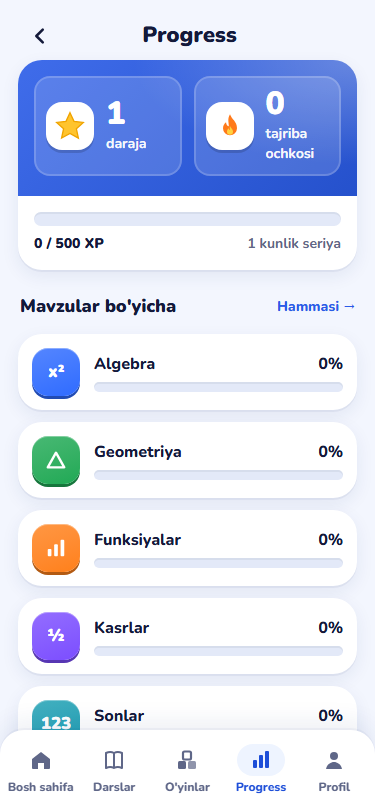 Progress
1
daraja
0
tajriba
ochkosi
0 / 500 XP
1 kunlik seriya
Mavzular bo'yicha
Hammasi →
x²
Algebra
0%
Geometriya
0%
Funksiyalar
0%
½
Kasrlar
0%
123
Sonlar
0%
Bosh sahifa
Darslar
O'yinlar
Progress
Profil